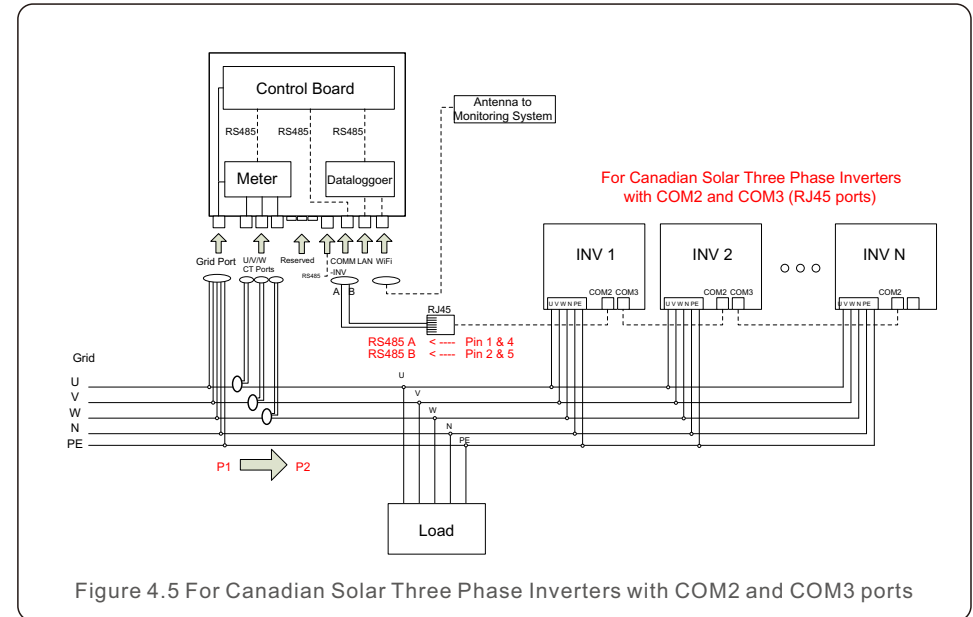 Control Board
RS485
RS485
RS485
Meter
Dataloggoer
Antenna to
Monitoring System
Grid Port
U/V/W
CT Ports
Reserved
RS485
-INV
COMM
LAN
WiFi
A
B
RJ45
RS485 A <---- Pin 1 & 4
RS485 B <---- Pin 2 & 5
For Canadian Solar Three Phase Inverters
with COM2 and COM3 (RJ45 ports)
INV 1
COM2 COM3
U V W N PE
INV 2
COM2 COM3
U V W N PE
INV N
COM2
U V W N PE
Grid
U
V
W
N
PE
U
V
W
N
PE
P1
P2
Load
Figure 4.5 For Canadian Solar Three Phase Inverters with COM2 and COM3 ports